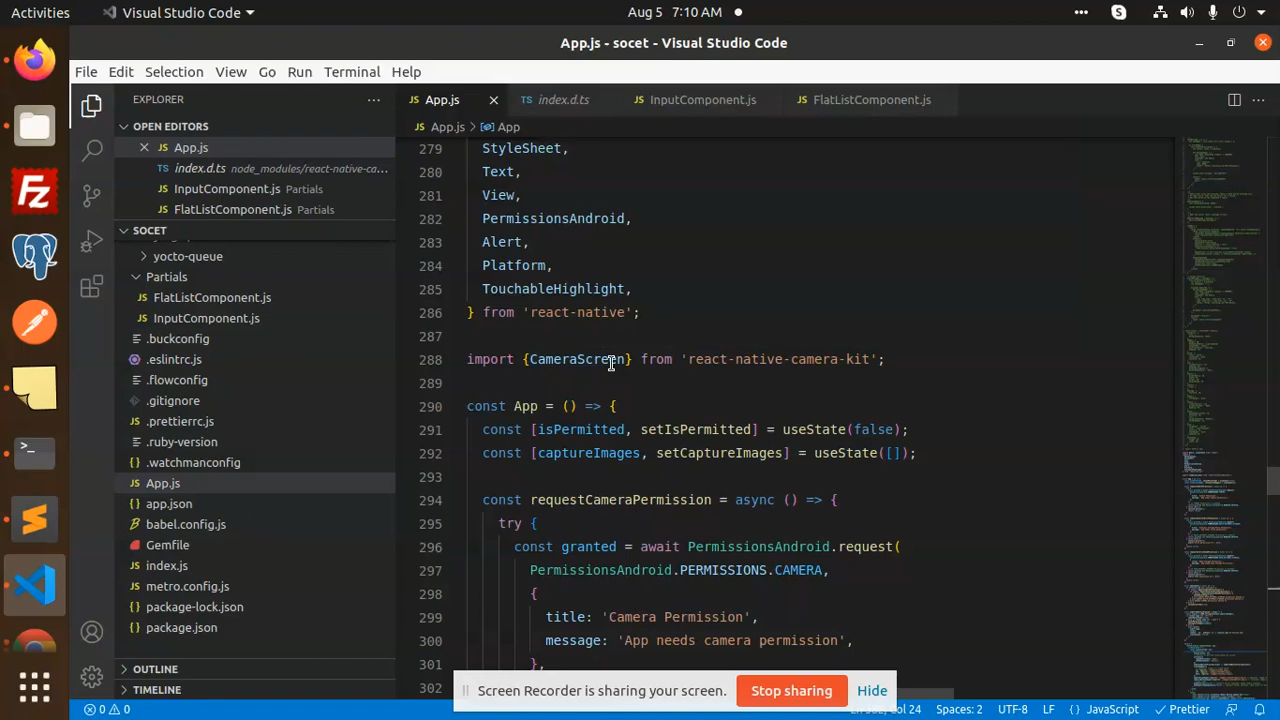 Activities
Visual Studio Code
Aug 5 7:10 AM
App.js - socet - Visual Studio Code
File Edit Selection View Go Run Terminal Help
EXPLORER
App.js
index.d.ts
InputComponent.js
FlatListComponent.js
App.js > App
OPEN EDITORS
App.js
index.d.ts node_modules/react-native-ca...
InputComponent.js Partials
FlatListComponent.js Partials
SOCET
yocto-queue
Partials
FlatListComponent.js
InputComponent.js
.buckconfig
.eslintrc.js
.flowconfig
.gitignore
.prettierrc.js
.ruby-version
.watchmanconfig
App.js
app.json
babel.config.js
Gemfile
index.js
metro.config.js
package-lock.json
package.json
OUTLINE
TIMELINE
279 StyleSheet,
280 Text,
281 View,
282 PermissionsAndroid,
283 Alert,
284 Platform,
285 TouchableHighlight,
286 } from 'react-native';
287
288 import {CameraScreen} from 'react-native-camera-kit';
289
290 const App = () => {
291 const [isPermitted, setIsPermitted] = useState(false);
292 const [captureImages, setCaptureImages] = useState([]);
293
294 const requestcameraPermission = async () => {
295 try {
296 const granted = await PermissionsAndroid.request(
297 PermissionsAndroid.PERMISSIONS.CAMERA,
298 {
299 title: 'Camera Permission',
300 message: 'App needs camera permission',
301 },
302
Screen recorder is sharing your screen. Stop sharing Hide
0 0
Col 24
Spaces: 2
UTF-8
LF
{ } JavaScript
Prettier